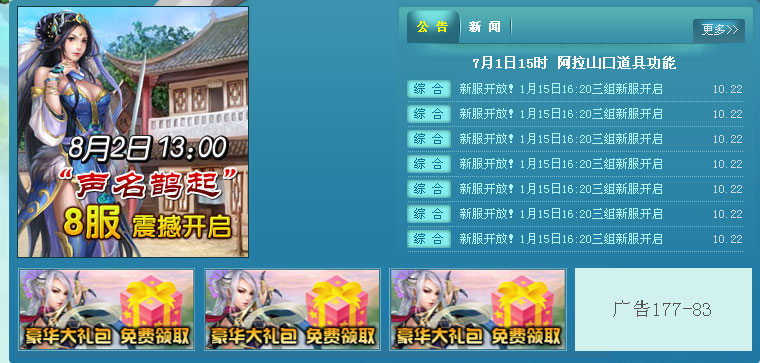 8月2日 13:00
“声名鹊起”
8服 震撼开启
公告 新闻 更多>>
7月1日15时 阿拉山口道具功能
综合 新服开放! 1月15日16:20三组新服开启 10.22
综合 新服开放! 1月15日16:20三组新服开启 10.22
综合 新服开放! 1月15日16:20三组新服开启 10.22
综合 新服开放! 1月15日16:20三组新服开启 10.22
综合 新服开放! 1月15日16:20三组新服开启 10.22
综合 新服开放! 1月15日16:20三组新服开启 10.22
综合 新服开放! 1月15日16:20三组新服开启 10.22
豪华大礼包 免费领取
豪华大礼包 免费领取
豪华大礼包 免费领取
广告177-83